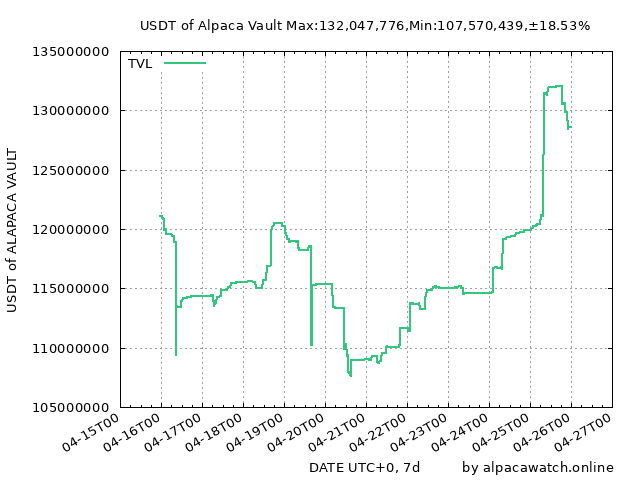 USDT of Alpaca Vault Max:132,047,776,Min:107,570,439,±18.53%
TVL
135000000
130000000
125000000
120000000
115000000
110000000
105000000
USDT of ALAPACA VAULT
04-15T00
04-16T00
04-17T00
04-18T00
04-19T00
04-20T00
04-21T00
04-22T00
04-23T00
04-24T00
04-25T00
04-26T00
04-27T00
DATE UTC+0, 7d
by alpacawatch.online